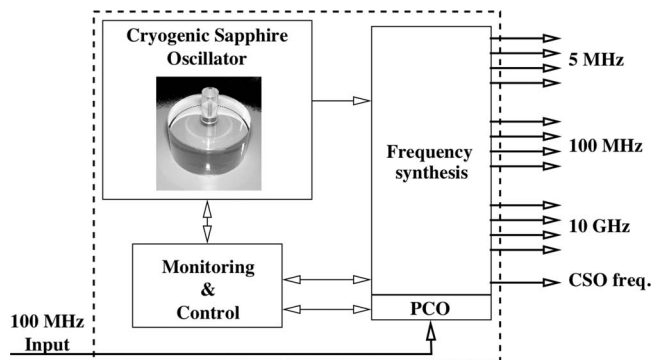 Cryogenic Sapphire
Oscillator
Frequency
synthesis
5 MHz
100 MHz
10 GHz
CSO freq.
Monitoring
&
Control
PCO
100 MHz
Input